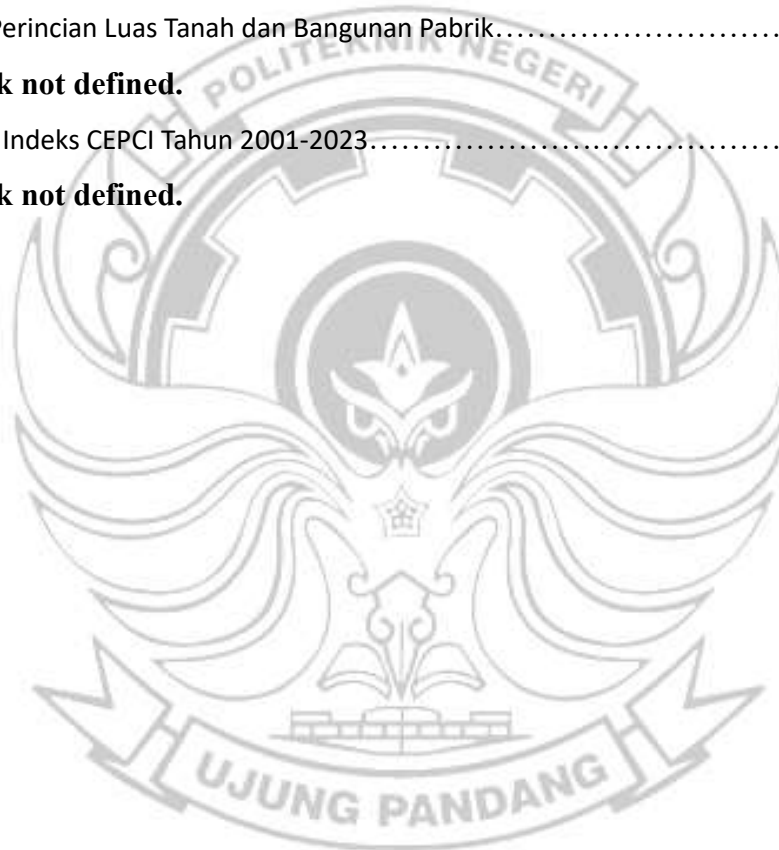 Perincian Luas Tanah dan Bangunan Pabrik……………………….
k not defined.
Indeks CEPCI Tahun 2001-2023…………………….………………….
k not defined.
POLITEKNIK NEGERI
UJUNG PANDANG